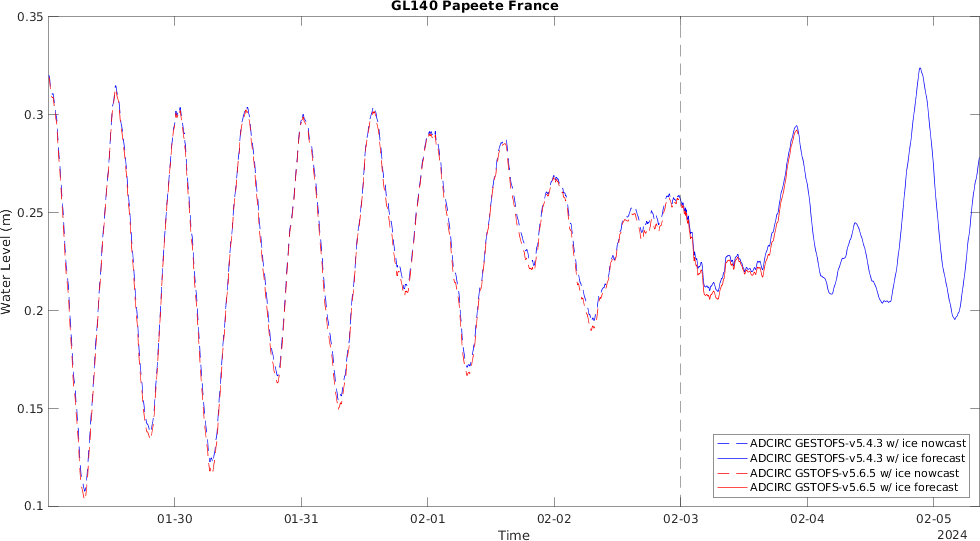 GL140 Papeete France
0.35
0.3
0.25
0.2
0.15
0.1
Water Level (m)
01-30
01-31
02-01
02-02
02-03
02-04
02-05
Time
2024
ADCIRC GESTOFS-v5.4.3 w/ ice nowcast
ADCIRC GESTOFS-v5.4.3 w/ ice forecast
ADCIRC GSTOFS-v5.6.5 w/ ice nowcast
ADCIRC GSTOFS-v5.6.5 w/ ice forecast